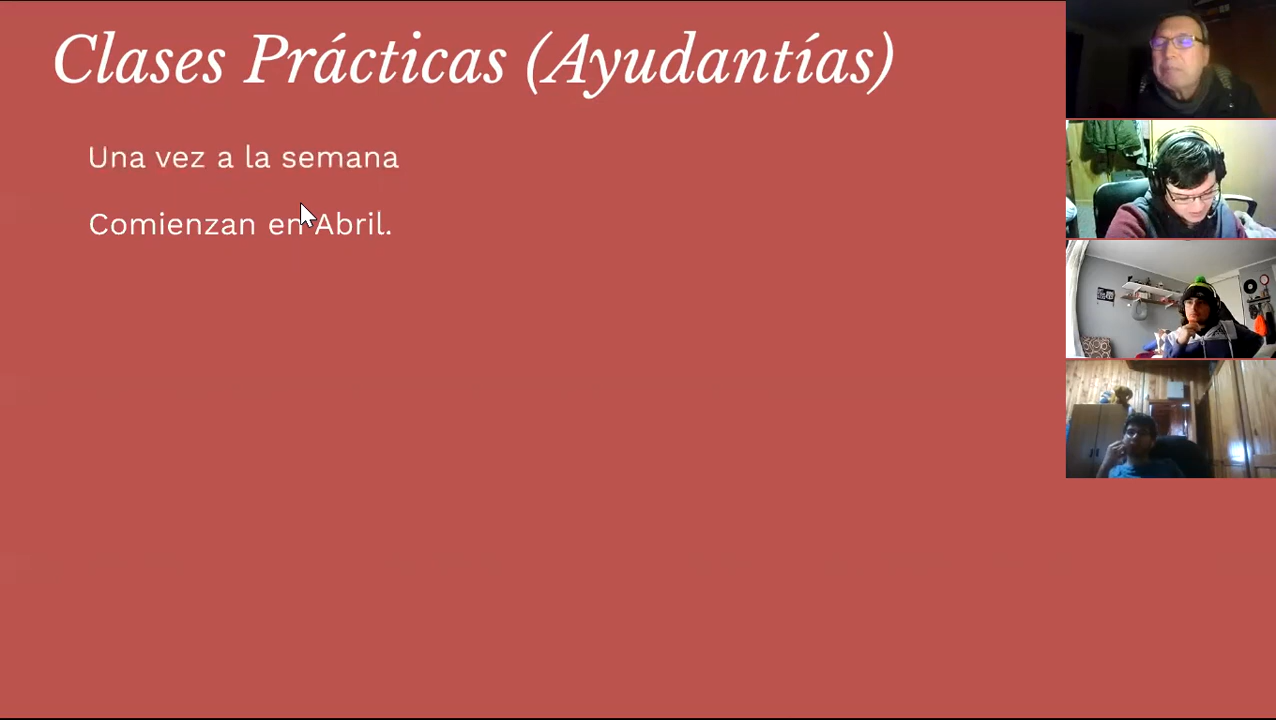 Clases Prácticas (Ayudantías)
Una vez a la semana
Comienzan en Abril.